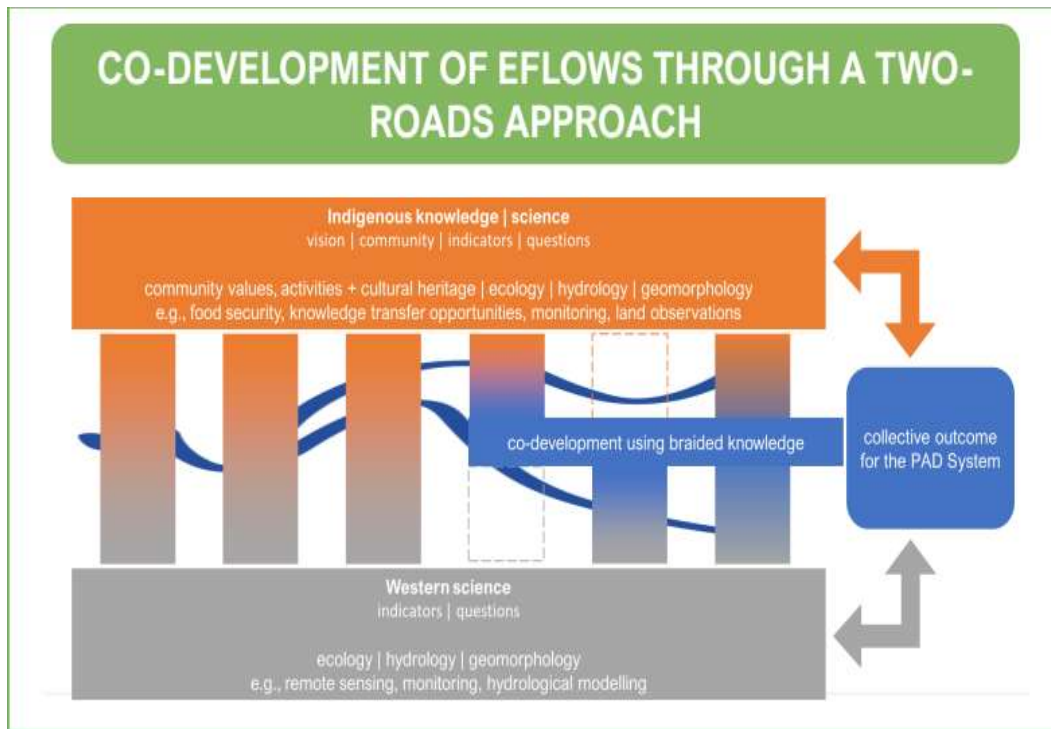 CO-DEVELOPMENT OF EFLOWS THROUGH A TWO-
ROADS APPROACH
Indigenous knowledge | science
vision | community | indicators | questions
community values, activities + cultural heritage | ecology | hydrology | geomorphology
e.g., food security, knowledge transfer opportunities, monitoring, land observations
co-development using braided knowledge
collective outcome
for the PAD System
Western science
indicators | questions
ecology | hydrology | geomorphology
e.g., remote sensing, monitoring, hydrological modelling